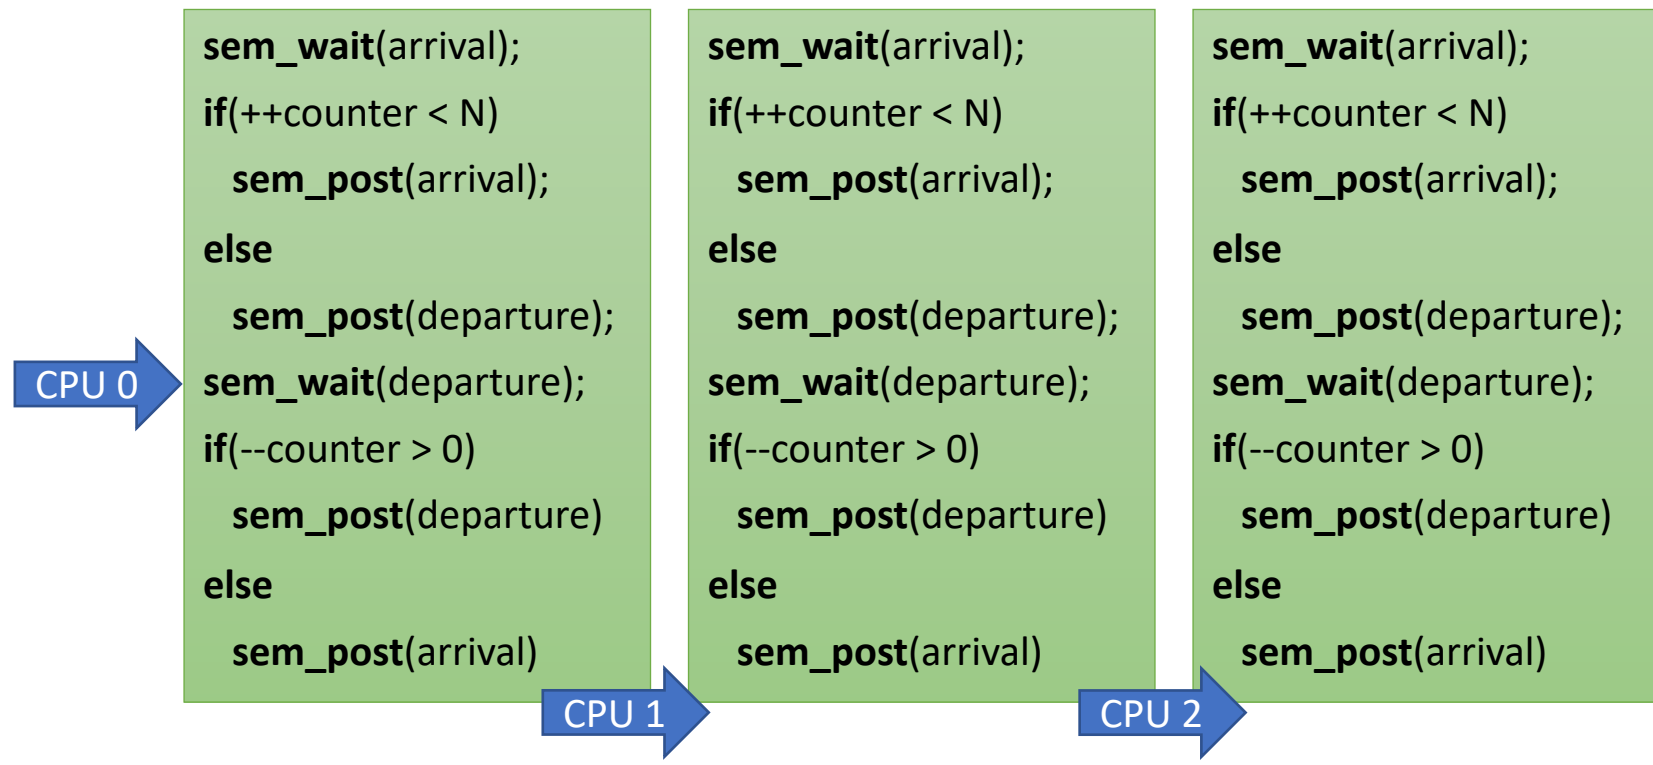 sem_wait(arrival);
if(++counter < N)
sem_post(arrival);
else
sem_post(departure);
sem_wait(departure);
if(--counter > 0)
sem_post(departure)
else
sem_post(arrival)
sem_wait(arrival);
if(++counter < N)
sem_post(arrival);
else
sem_post(departure);
sem_wait(departure);
if(--counter > 0)
sem_post(departure)
else
sem_post(arrival)
sem_wait(arrival);
if(++counter < N)
sem_post(arrival);
else
sem_post(departure);
sem_wait(departure);
if(--counter > 0)
sem_post(departure)
else
sem_post(arrival)
CPU 0
CPU 1
CPU 2